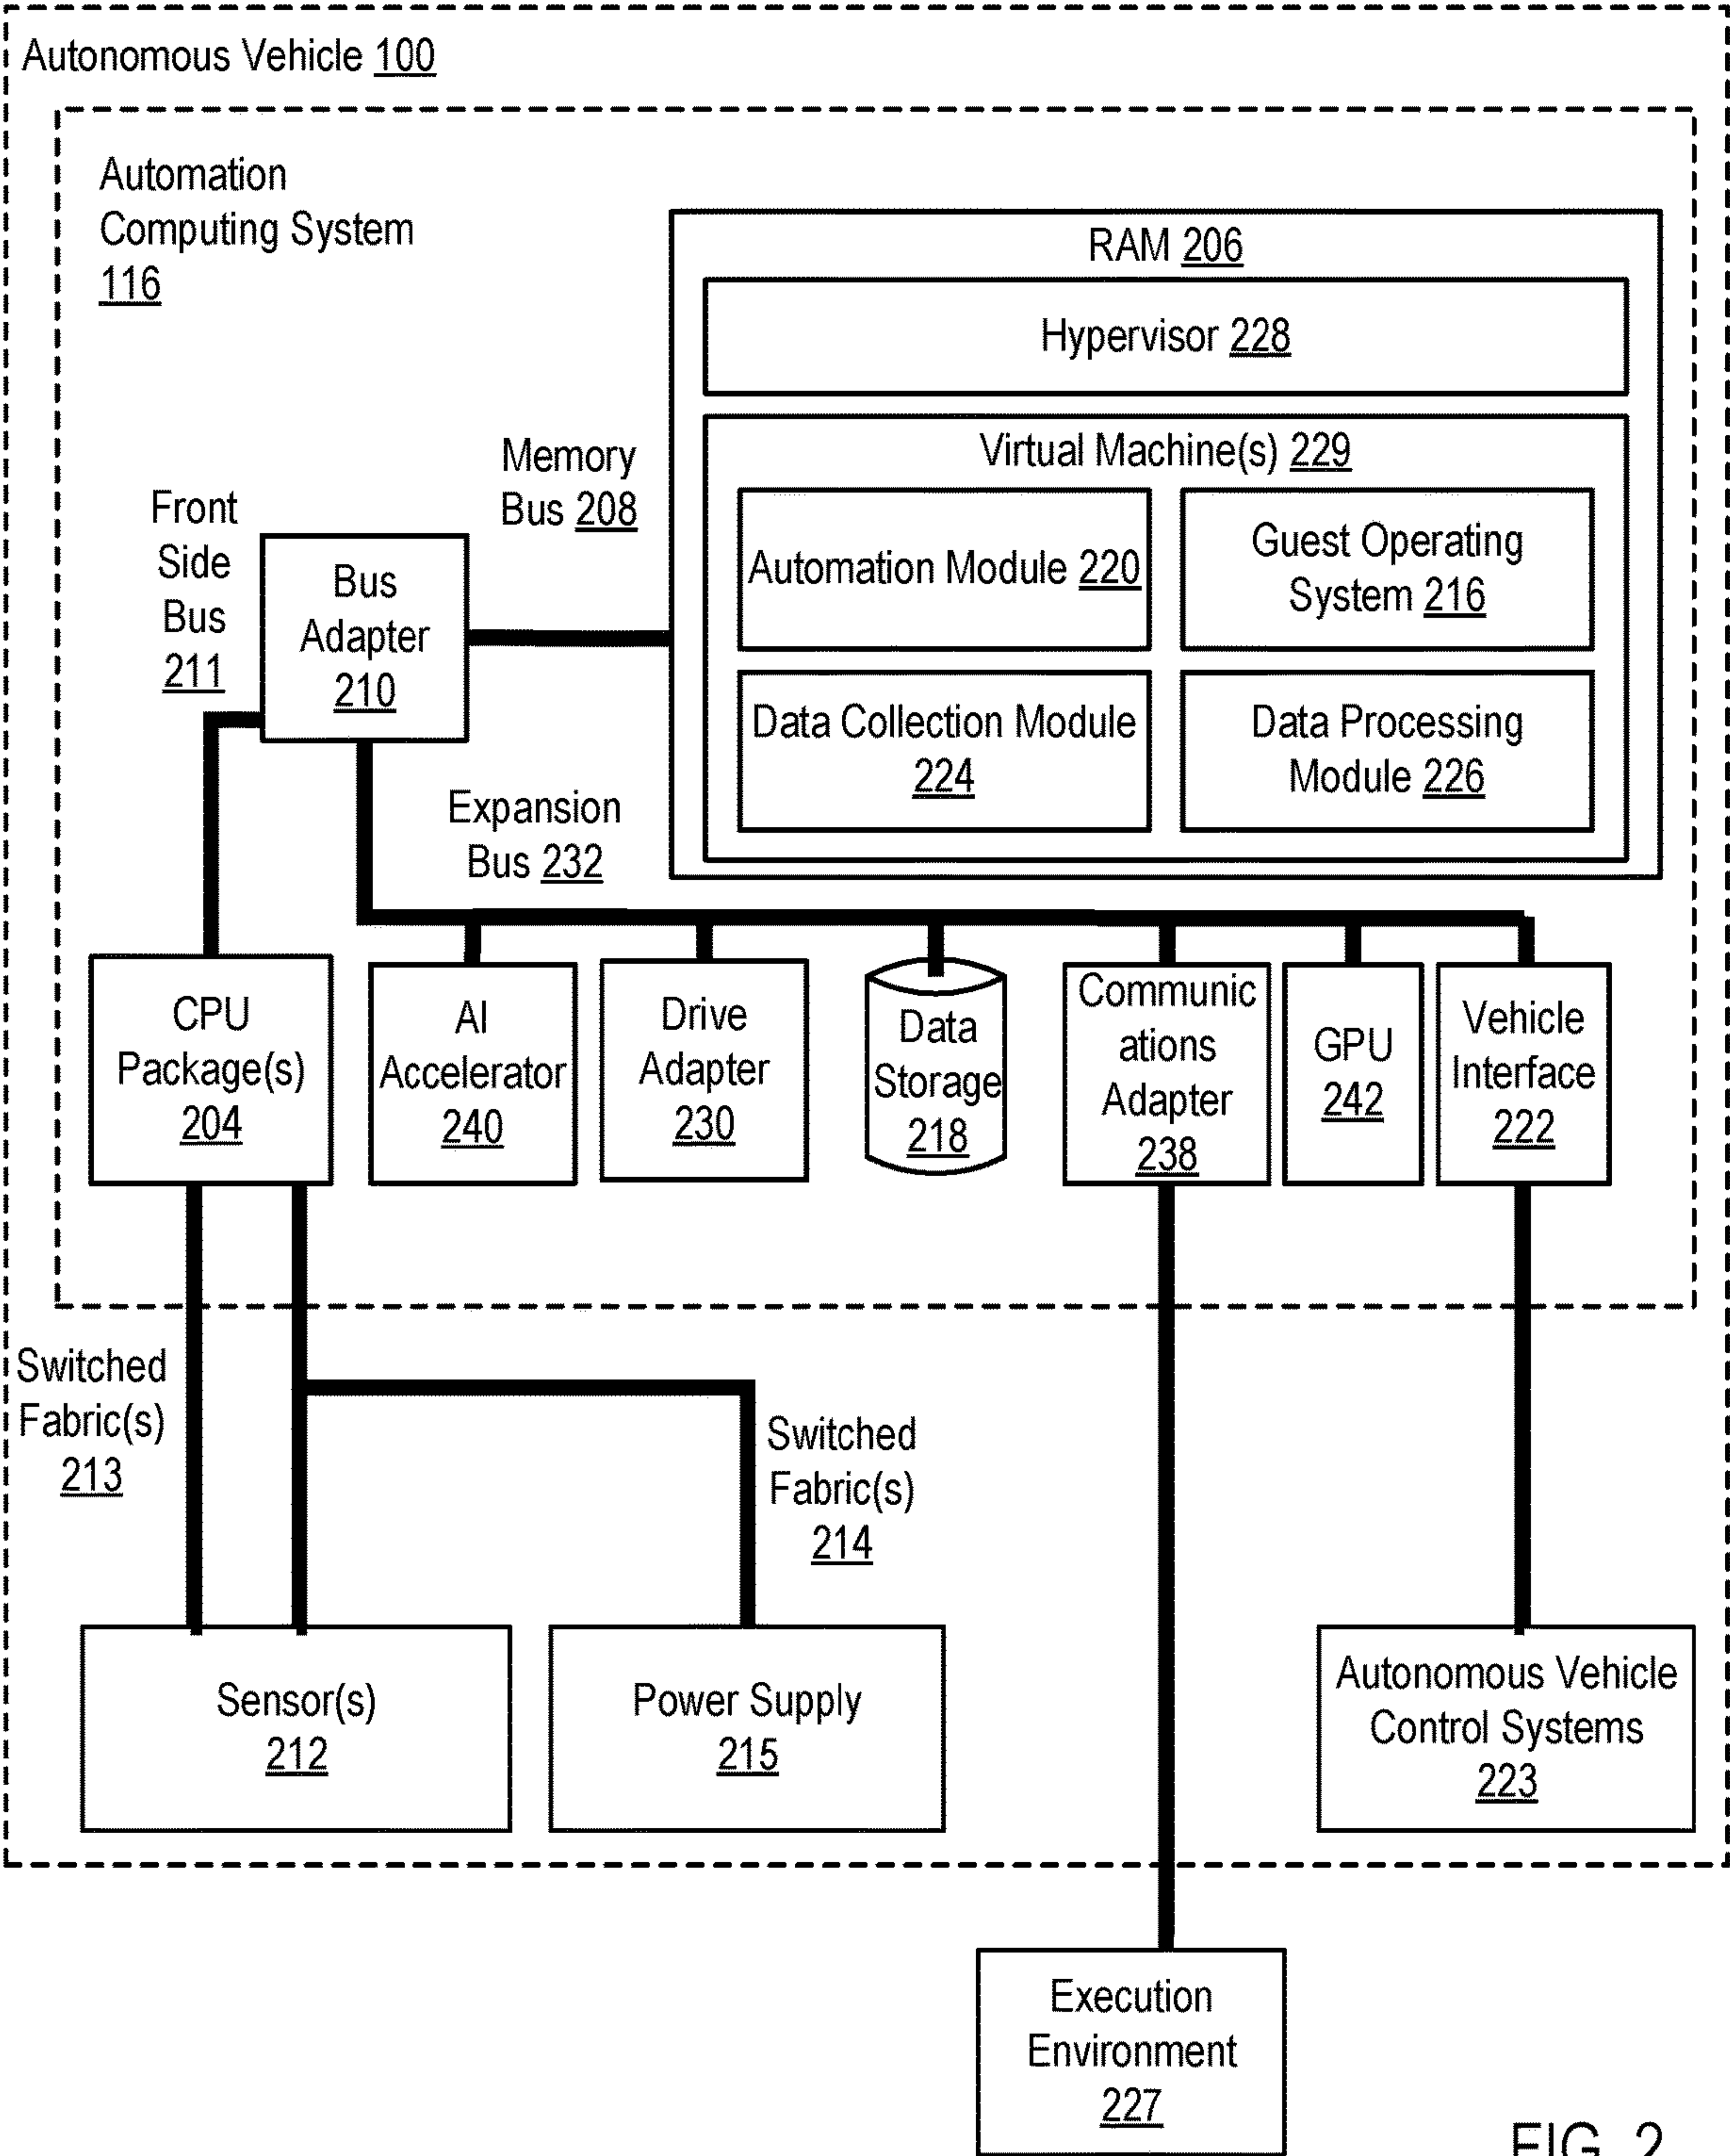 Autonomous Vehicle 100
Automation
Computing System
116
RAM 206
Hypervisor 228
Virtual Machine(s) 229
Automation Module 220
Guest Operating
System 216
Data Collection Module
224
Data Processing
Module 226
Memory
Bus 208
Front
Side
Bus
211
Bus
Adapter
210
Expansion
Bus 232
CPU
Package(s)
204
AI
Accelerator
240
Drive
Adapter
230
Data
Storage
218
Communic
ations
Adapter
238
GPU
242
Vehicle
Interface
222
Switched
Fabric(s)
213
Switched
Fabric(s)
214
Sensor(s)
212
Power Supply
215
Autonomous Vehicle
Control Systems
223
Execution
Environment
227
FIG. 2